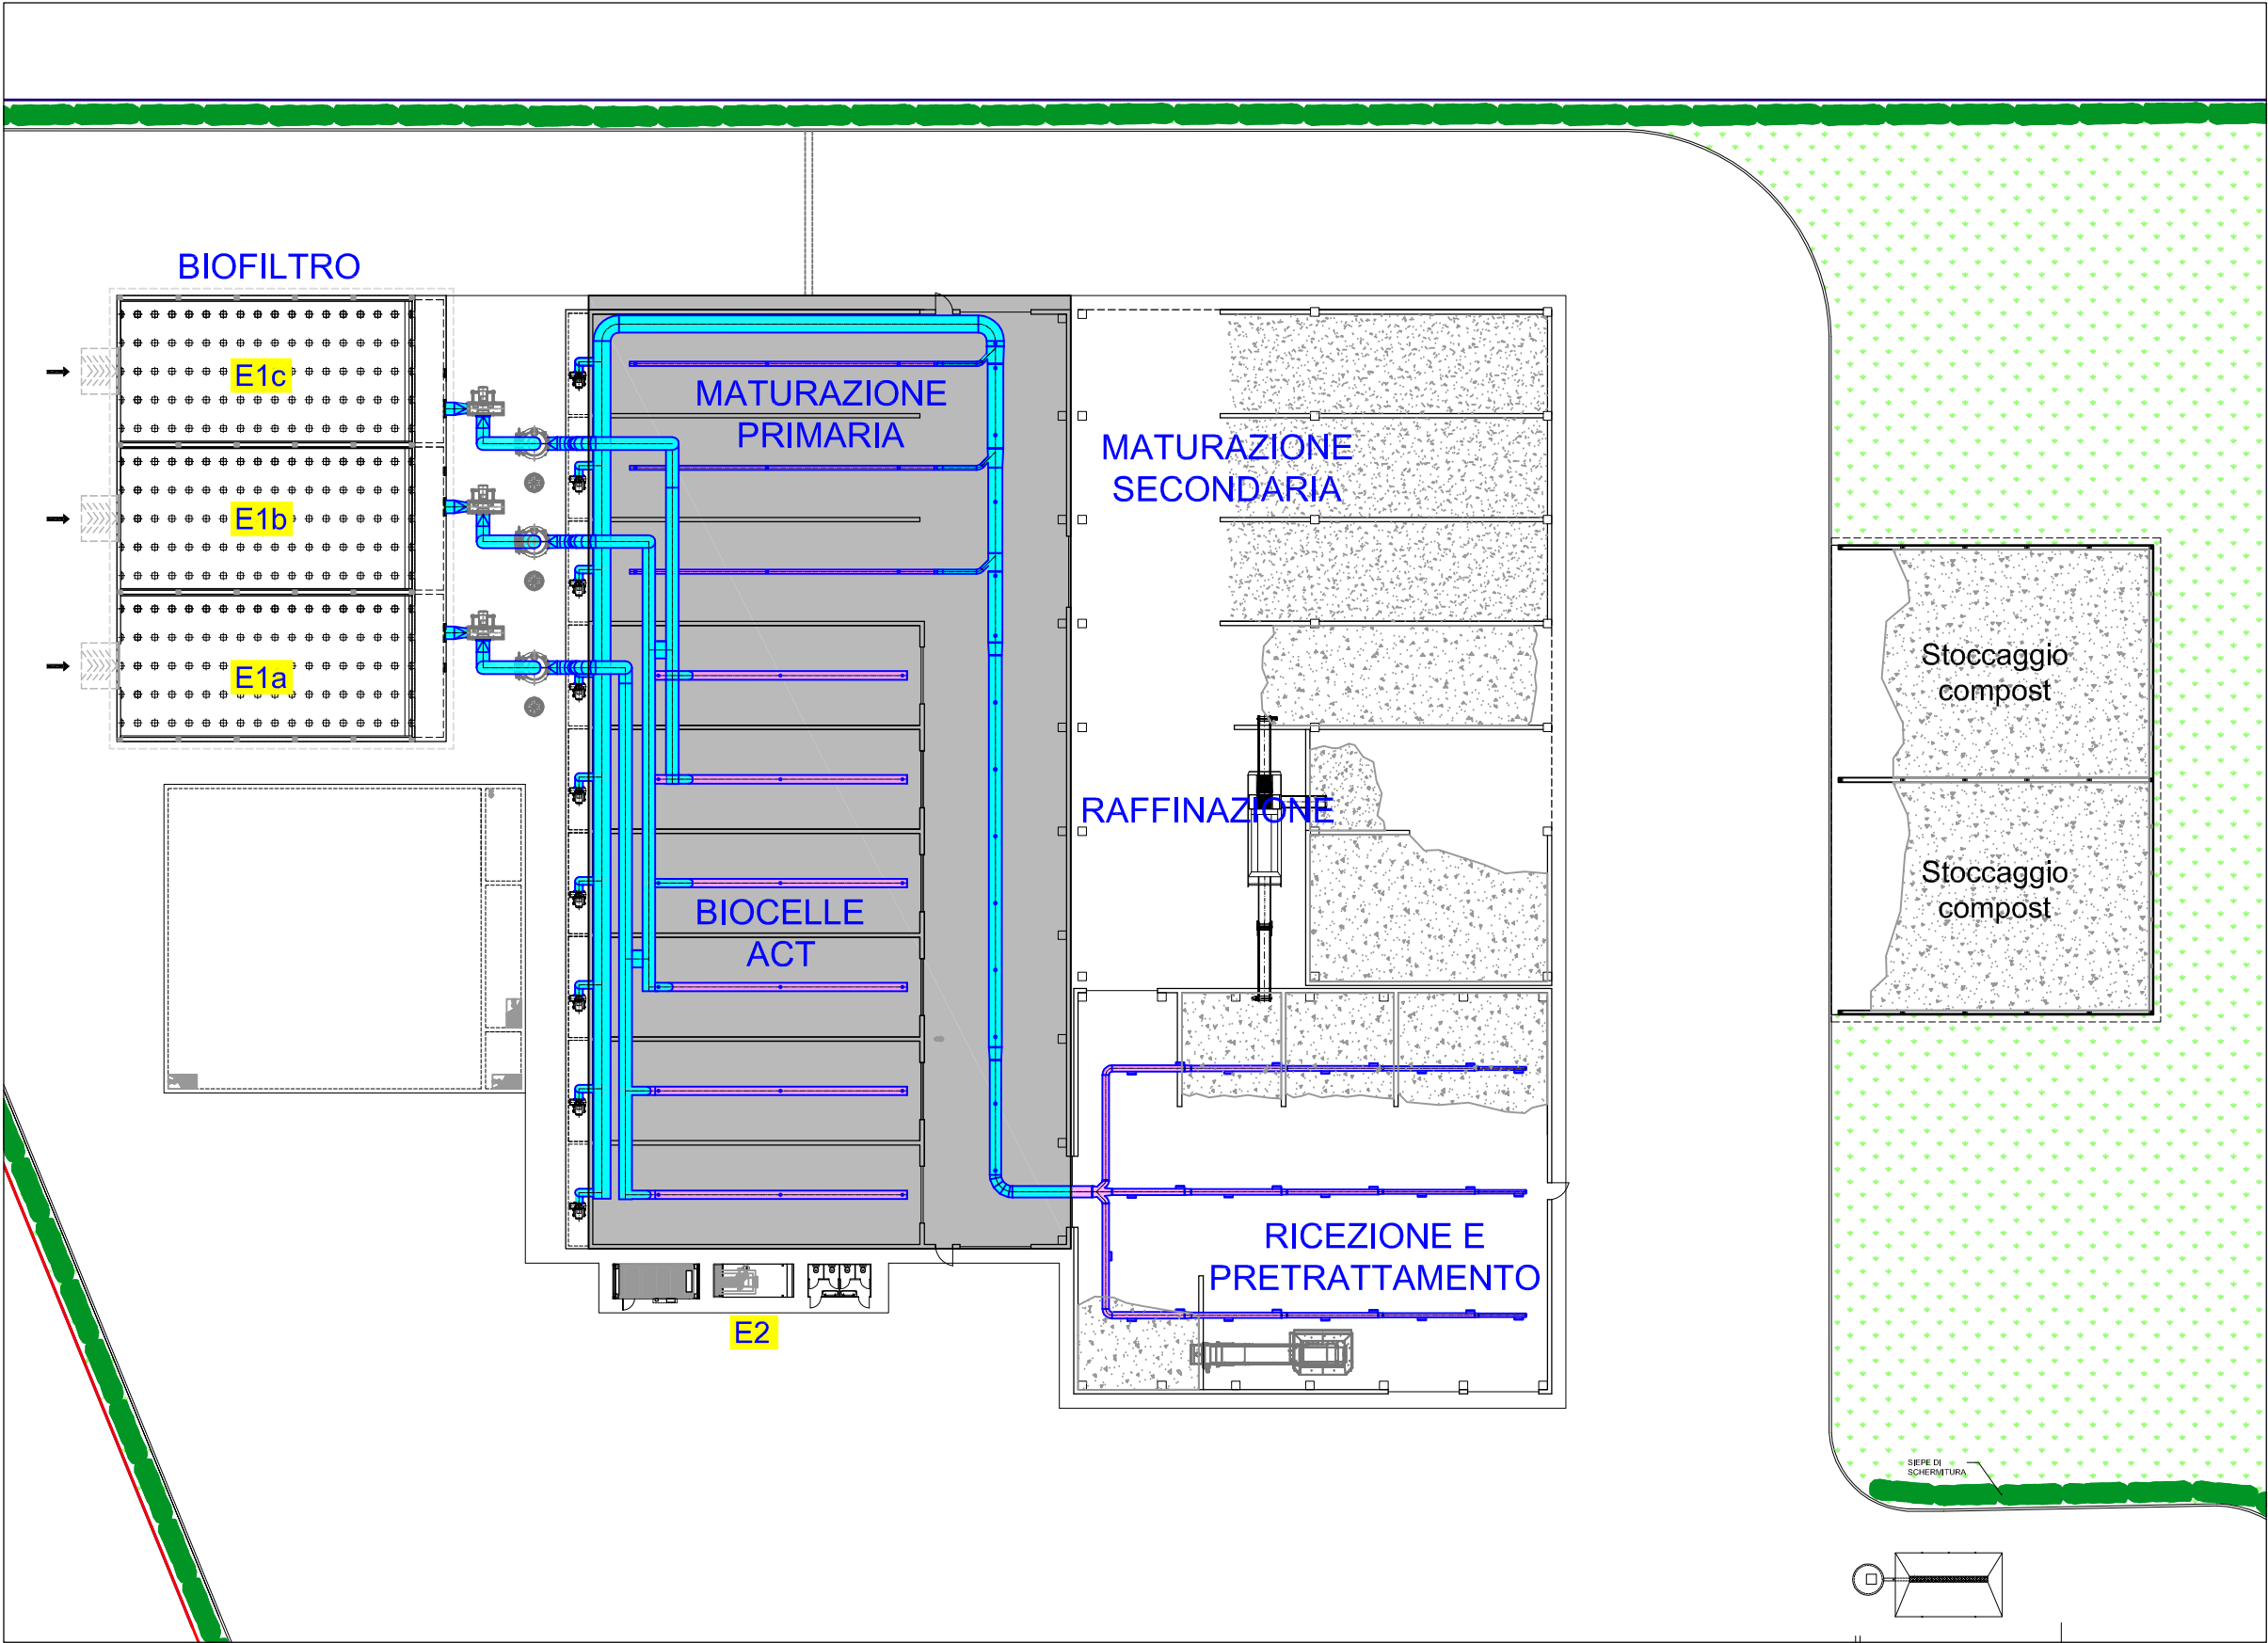 BIOFILTRO
E1c
E1b
E1a
MATURAZIONE
PRIMARIA
MATURAZIONE
SECONDARIA
RAFFINAZIONE
BIOCELLE
ACT
RICEZIONE E
PRETRATTAMENTO
E2
Stoccaggio
compost
Stoccaggio
compost
SIEPE DI
SCHERMITURA